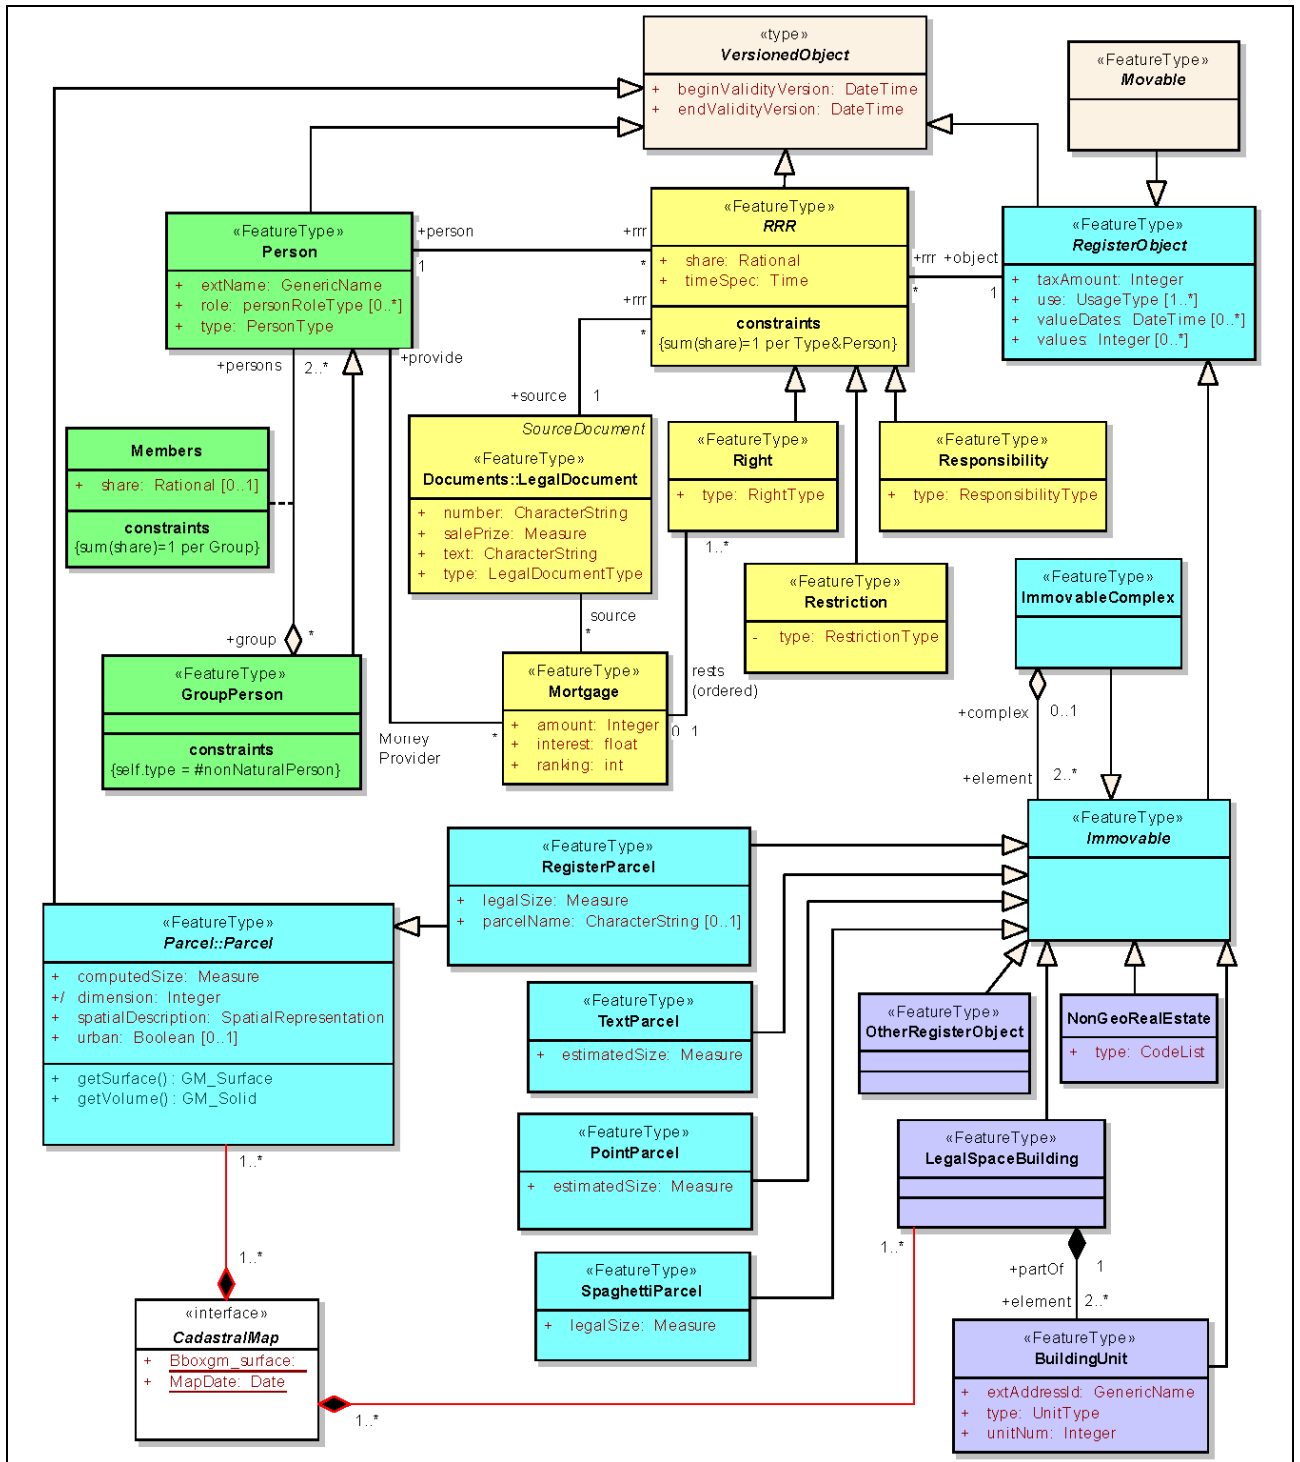 «type»
VersionedObject
+ beginValidityVersion: DateTime
+ endValidityVersion: DateTime
«FeatureType»
Movable
«FeatureType»
Person
+ extName: GenericName
+ role: personRoleType [0..*]
+ type: PersonType
+person
1
+rrr
*
«FeatureType»
RRR
+ share: Rational
+ timeSpec: Time
constraints
{sum(share)=1 per Type&Person}
+rrr +object
* 1
«FeatureType»
RegisterObject
+ taxAmount: Integer
+ use: UsageType [1..*]
+ valueDates: DateTime [0..*]
+ values: Integer [0..*]
+rrr
*
+persons
2..*
+provide
+source 1
Members
+ share: Rational [0..1]
constraints
{sum(share)=1 per Group}
SourceDocument
«FeatureType»
Documents::LegalDocument
+ number: CharacterString
+ salePrize: Measure
+ text: CharacterString
+ type: LegalDocumentType
«FeatureType»
Right
+ type: RightType
1..*
«FeatureType»
Responsibility
+ type: ResponsibilityType
«FeatureType»
Restriction
- type: RestrictionType
«FeatureType»
ImmovableComplex
+group *
«FeatureType»
GroupPerson
constraints
{self.type = #nonNaturalPerson}
source
*
«FeatureType»
Mortgage
+ amount: Integer
+ interest: float
+ ranking: int
rests
(ordered)
0 1
Money
Provider
*
+complex 0..1
+element 2..*
«FeatureType»
Immovable
«FeatureType»
RegisterParcel
+ legalSize: Measure
+ parcelName: CharacterString [0..1]
«FeatureType»
Parcel::Parcel
+ computedSize: Measure
+/ dimension: Integer
+ spatialDescription: SpatialRepresentation
+ urban: Boolean [0..1]
+ getSurface() : GM_Surface
+ getVolume() : GM_Solid
«FeatureType»
TextParcel
+ estimatedSize: Measure
«FeatureType»
OtherRegisterObject
NonGeoRealEstate
+ type: CodeList
«FeatureType»
PointParcel
+ estimatedSize: Measure
«FeatureType»
LegalSpaceBuilding
1..*
1..*
1..*
+partOf 1
+element 2..*
«FeatureType»
SpaghettiParcel
+ legalSize: Measure
«interface»
CadastralMap
+ Bboxgm_surface:
+ MapDate: Date
1..*
«FeatureType»
BuildingUnit
+ extAddressId: GenericName
+ type: UnitType
+ unitNum: Integer